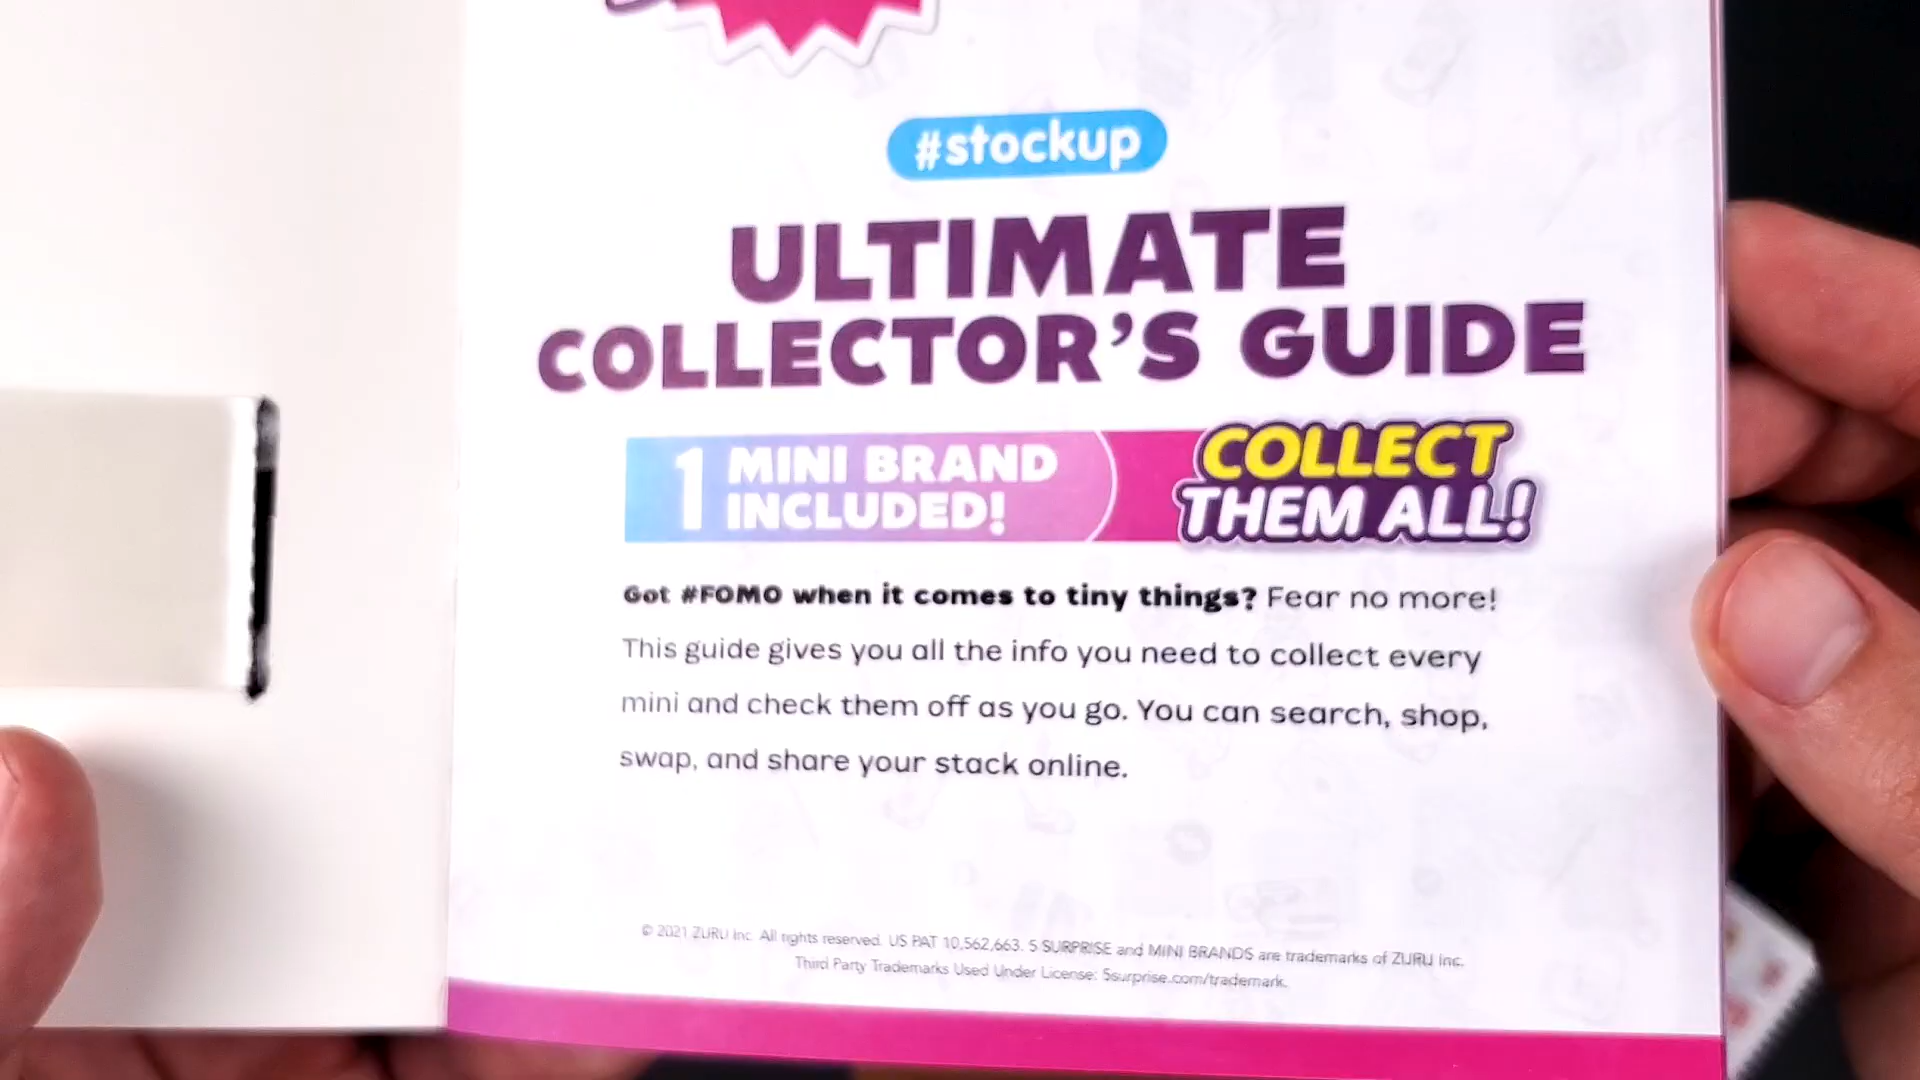 #stockup
ULTIMATE
COLLECTOR'S GUIDE
1 MINI BRAND
INCLUDED!
COLLECT
THEM ALL!
Got #FOMO when it comes to tiny things? Fear no more!
This guide gives you all the info you need to collect every
mini and check them off as you go. You can search, shop,
swap, and share your stack online.
© 2021 ZURU Inc. All rights reserved. US PAT 10,562,663. 5 SURPRISE and MINI BRANDS are trademarks of ZURU Inc.
Third Party Trademarks Used Under License: 5surprise.com/trademark.